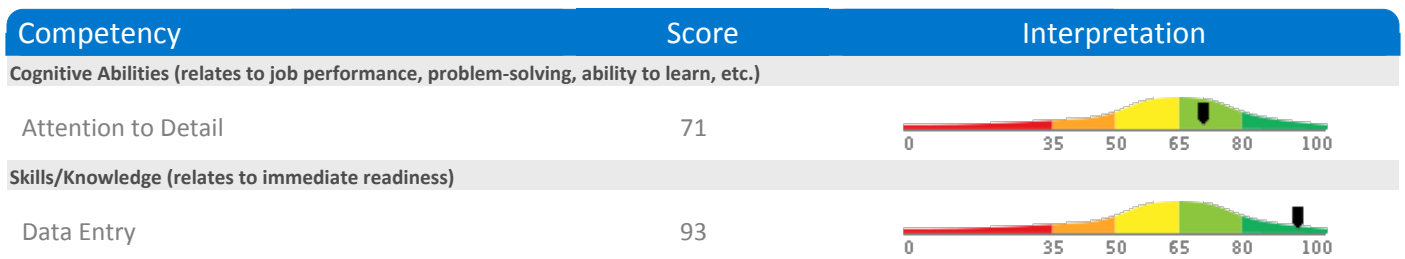 Competency Score Interpretation
Cognitive Abilities (relates to job performance, problem-solving, ability to learn, etc.)
Attention to Detail 71
0 35 50 65 80 100
Skills/Knowledge (relates to immediate readiness)
Data Entry 93
0 35 50 65 80 100